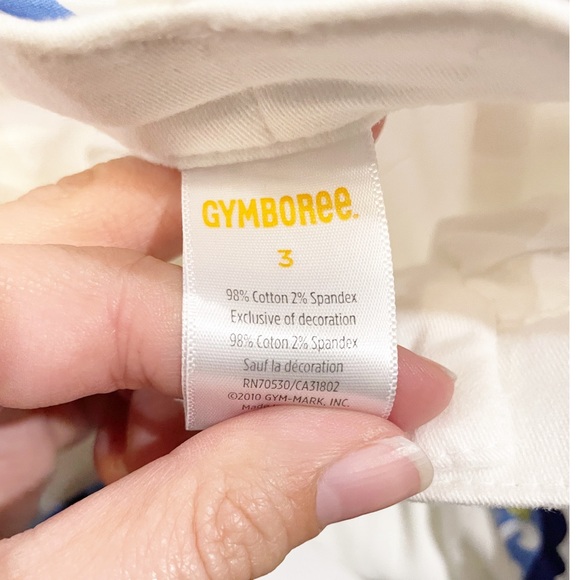 GYMBOREE
3
98% Cotton 2% Spandex
Exclusive of decoration
98% Coton 2% Spandex
Sauf la décoration
RN70530/CA31802
©2010 GYM-MARK, INC.
Made